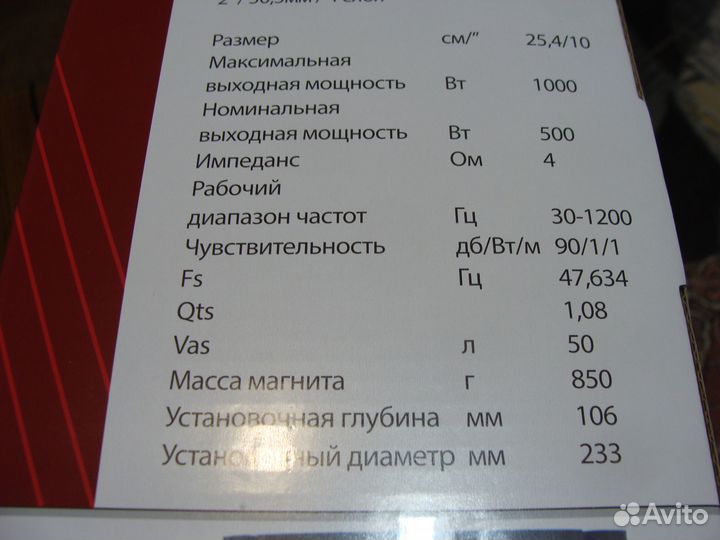 Размер см/" 25,4/10
Максимальная
выходная мощность Вт 1000
Номинальная
выходная мощность Вт 500
Импеданс Ом 4
Рабочий
диапазон частот Гц 30-1200
Чувствительность дб/Вт/м 90/1/1
Fs Гц 47,634
Qts 1,08
Vas л 50
Масса магнита г 850
Установочная глубина мм 106
Установочный диаметр мм 233
Avito